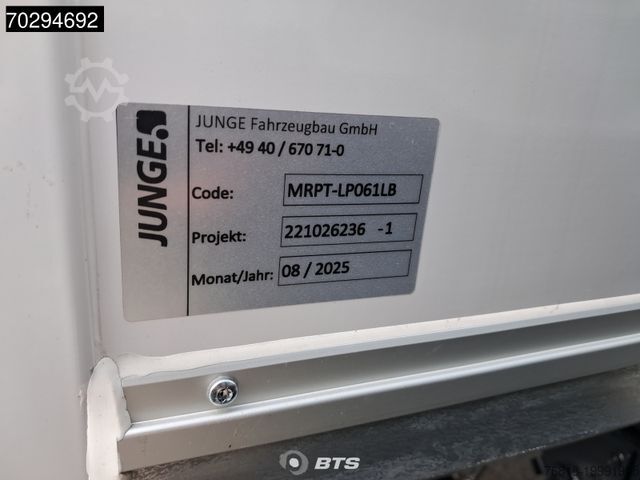 70294692
JUNGE
JUNGE Fahrzeugbau GmbH
Tel: +49 40 / 670 71-0
Code: MRPT-LP061LB
Projekt: 221026236 -1
Monat/Jahr: 08 / 2025
BTS